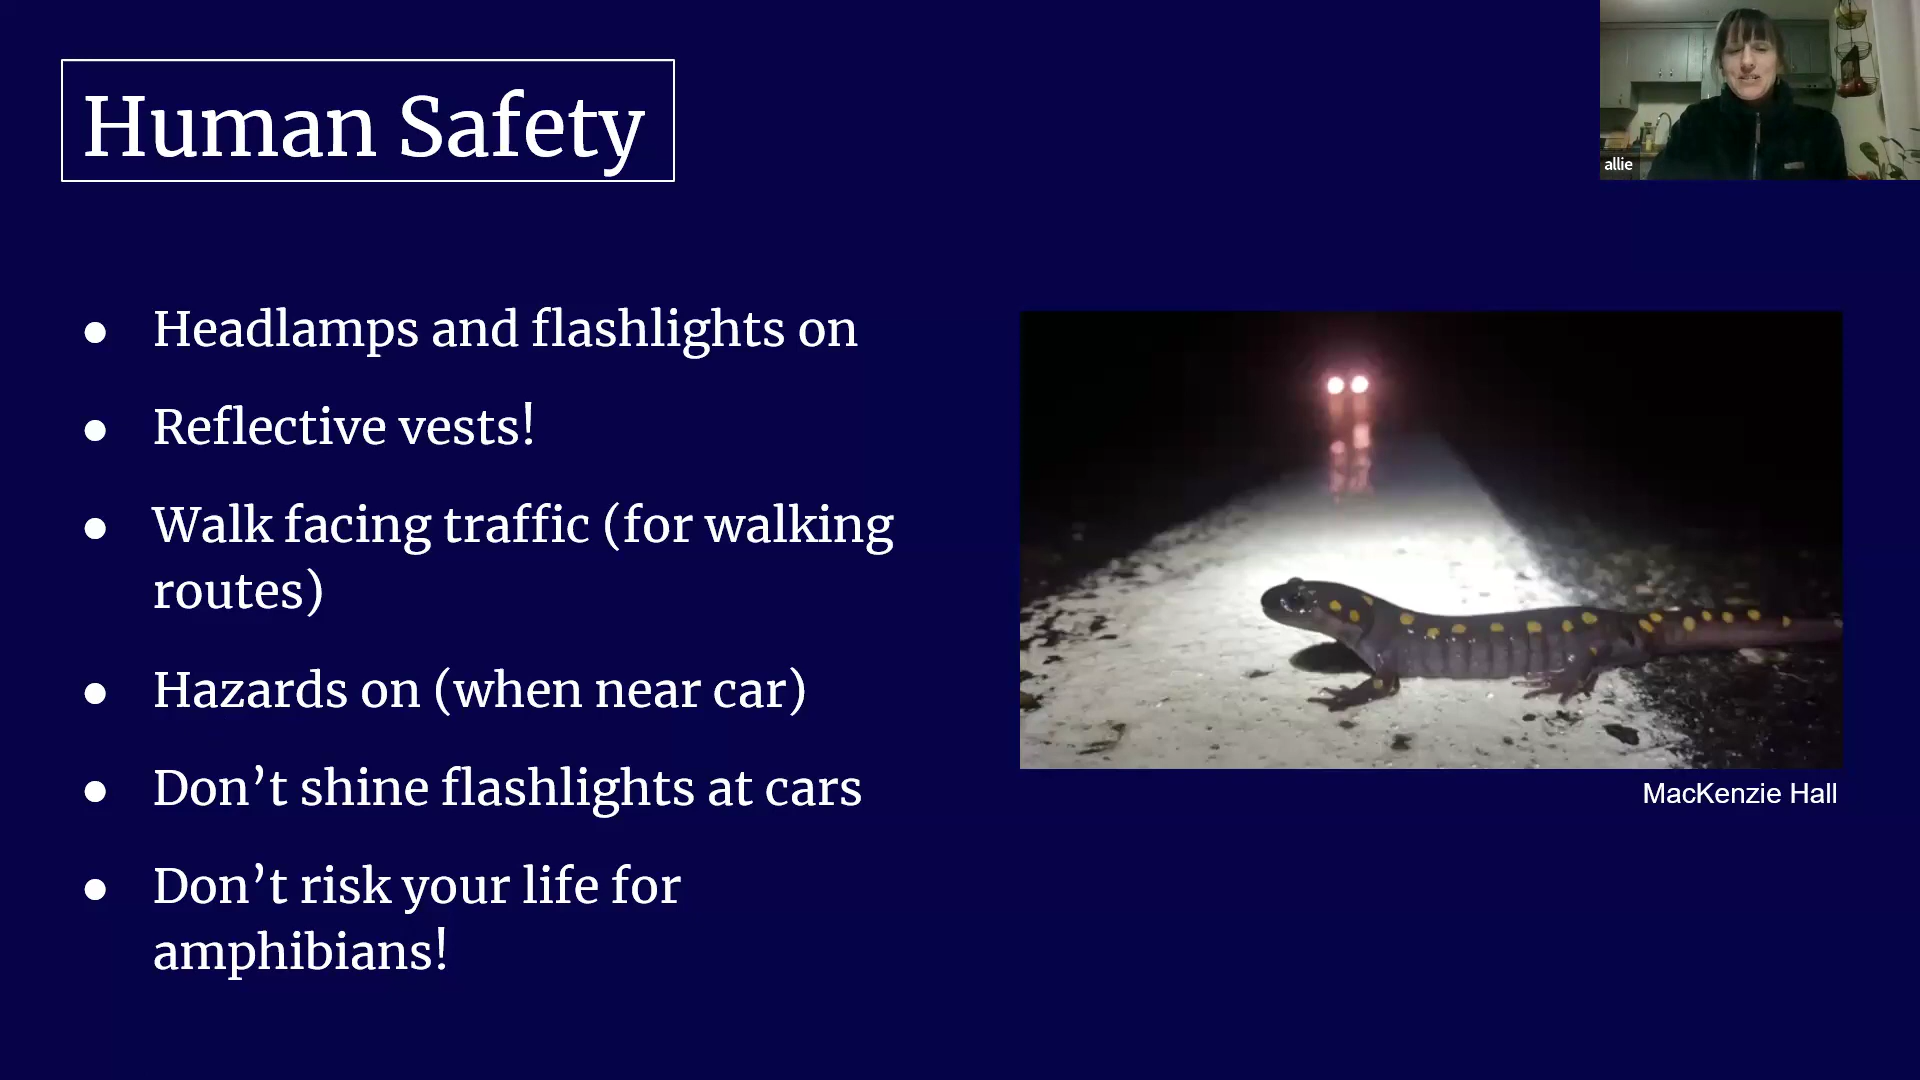 Human Safety
allie
● Headlamps and flashlights on
● Reflective vests!
● Walk facing traffic (for walking
routes)
● Hazards on (when near car)
● Don’t shine flashlights at cars
● Don’t risk your life for
amphibians!
MacKenzie Hall